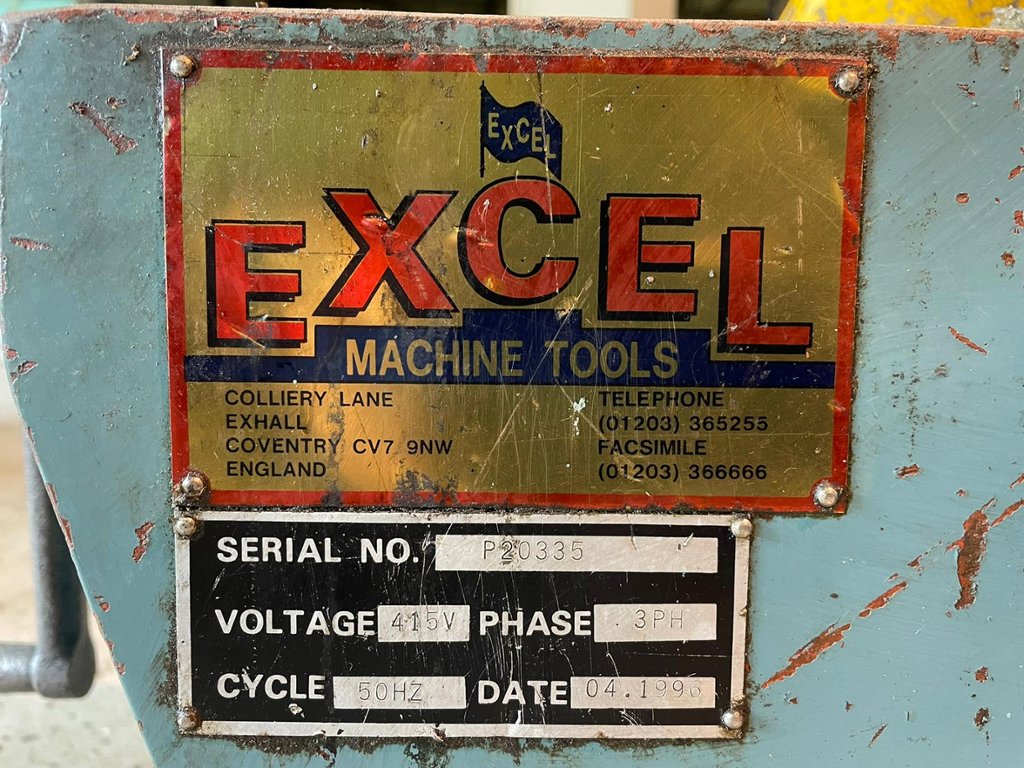 EXCEL
EXCEL
MACHINE TOOLS
COLLIERY LANE
EXHALL
COVENTRY CV7 9NW
ENGLAND
TELEPHONE
(01203) 365255
FACSIMILE
(01203) 366666
SERIAL NO. P20335
VOLTAGE 415V PHASE 3PH
CYCLE 50HZ DATE 04.1996